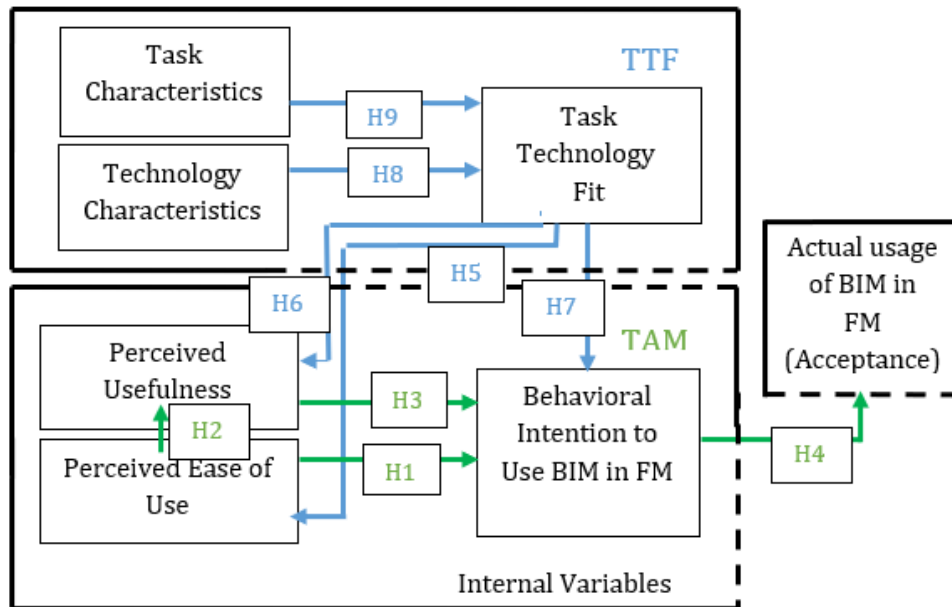 Task
Characteristics
TTF
H9
Task
Technology
Fit
Technology
Characteristics
H8
H5
H6
H7
Actual usage
of BIM in
FM
(Acceptance)
TAM
Perceived
Usefulness
H3
Behavioral
Intention to
Use BIM in FM
H2
H1
H4
Perceived Ease of
Use
Internal Variables